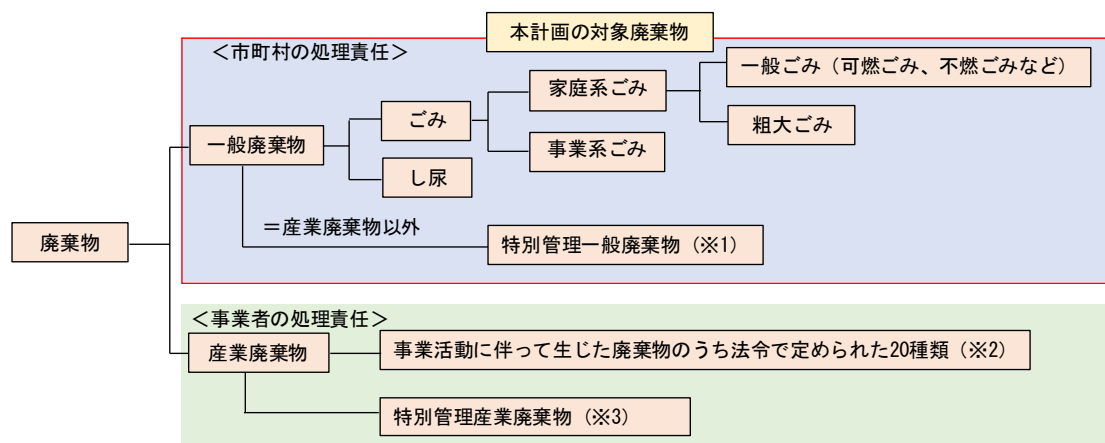 本計画の対象廃棄物
＜市町村の処理責任＞
一般ごみ（可燃ごみ、不燃ごみなど）
家庭系ごみ
ごみ
粗大ごみ
一般廃棄物
事業系ごみ
し尿
＝産業廃棄物以外
廃棄物
特別管理一般廃棄物（※1）
＜事業者の処理責任＞
産業廃棄物
事業活動に伴って生じた廃棄物のうち法令で定められた20種類（※2）
特別管理産業廃棄物（※3）